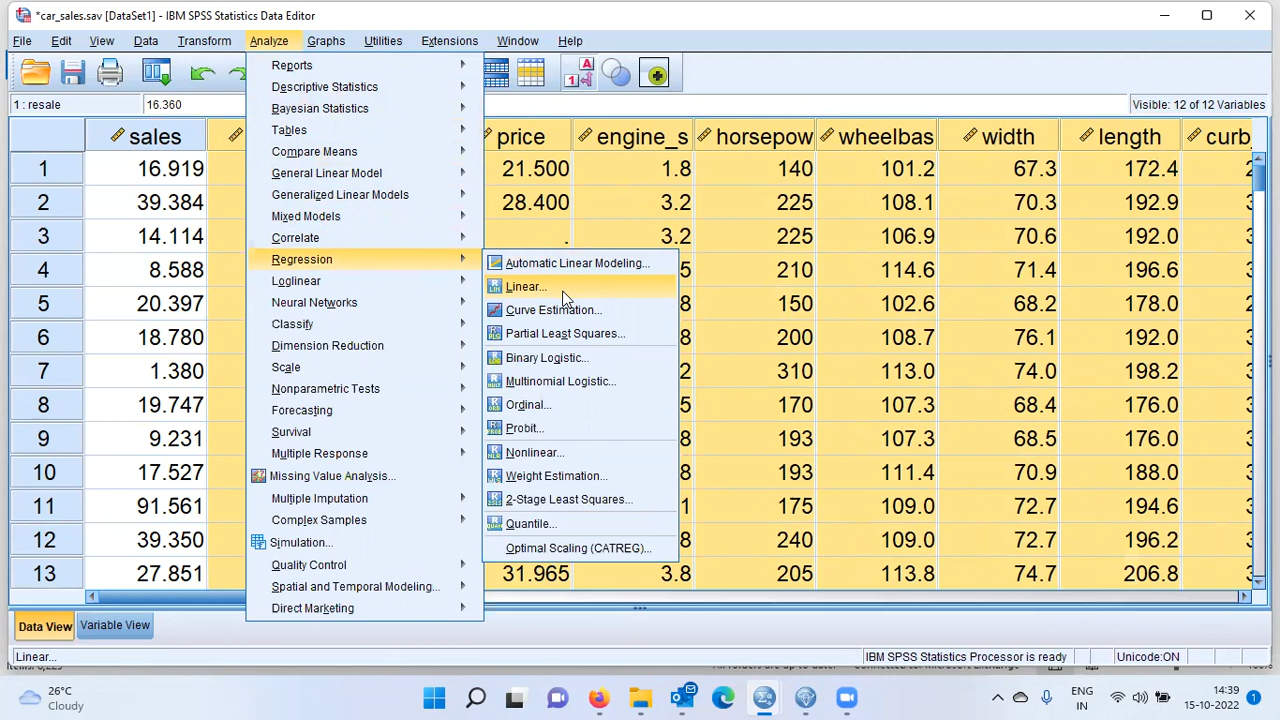 *car_sales.sav [DataSet1] - IBM SPSS Statistics Data Editor
File Edit View Data Transform Analyze Graphs Utilities Extensions Window Help
1 : resale 16.360 Visible: 12 of 12 Variables
sales price engine_s horsepow wheelbas width length curb_
1 16.919 21.500 1.8 140 101.2 67.3 172.4
2 39.384 28.400 3.2 225 108.1 70.3 192.9
3 14.114 . 3.2 225 106.9 70.6 192.0
4 8.588 210 114.6 71.4 196.6
5 20.397 150 102.6 68.2 178.0
6 18.780 200 108.7 76.1 192.0
7 1.380 310 113.0 74.0 198.2
8 19.747 170 107.3 68.4 176.0
9 9.231 193 107.3 68.5 176.0
10 17.527 193 111.4 70.9 188.0
11 91.561 175 109.0 72.7 194.6
12 39.350 240 109.0 72.7 196.2
13 27.851 31.965 3.8 205 113.8 74.7 206.8
Reports
Descriptive Statistics
Bayesian Statistics
Tables
Compare Means
General Linear Model
Generalized Linear Models
Mixed Models
Correlate
Regression
Loglinear
Neural Networks
Classify
Dimension Reduction
Scale
Nonparametric Tests
Forecasting
Survival
Multiple Response
Missing Value Analysis...
Multiple Imputation
Complex Samples
Simulation...
Quality Control
Spatial and Temporal Modeling...
Direct Marketing
Automatic Linear Modeling...
Linear...
Curve Estimation...
Partial Least Squares...
Binary Logistic...
Multinomial Logistic...
Ordinal...
Probit...
Nonlinear...
Weight Estimation...
2-Stage Least Squares...
Quantile...
Optimal Scaling (CATREG)...
Data View Variable View
Linear... IBM SPSS Statistics Processor is ready Unicode:ON
26°C
Cloudy
ENG
IN
14:39
15-10-2022
1